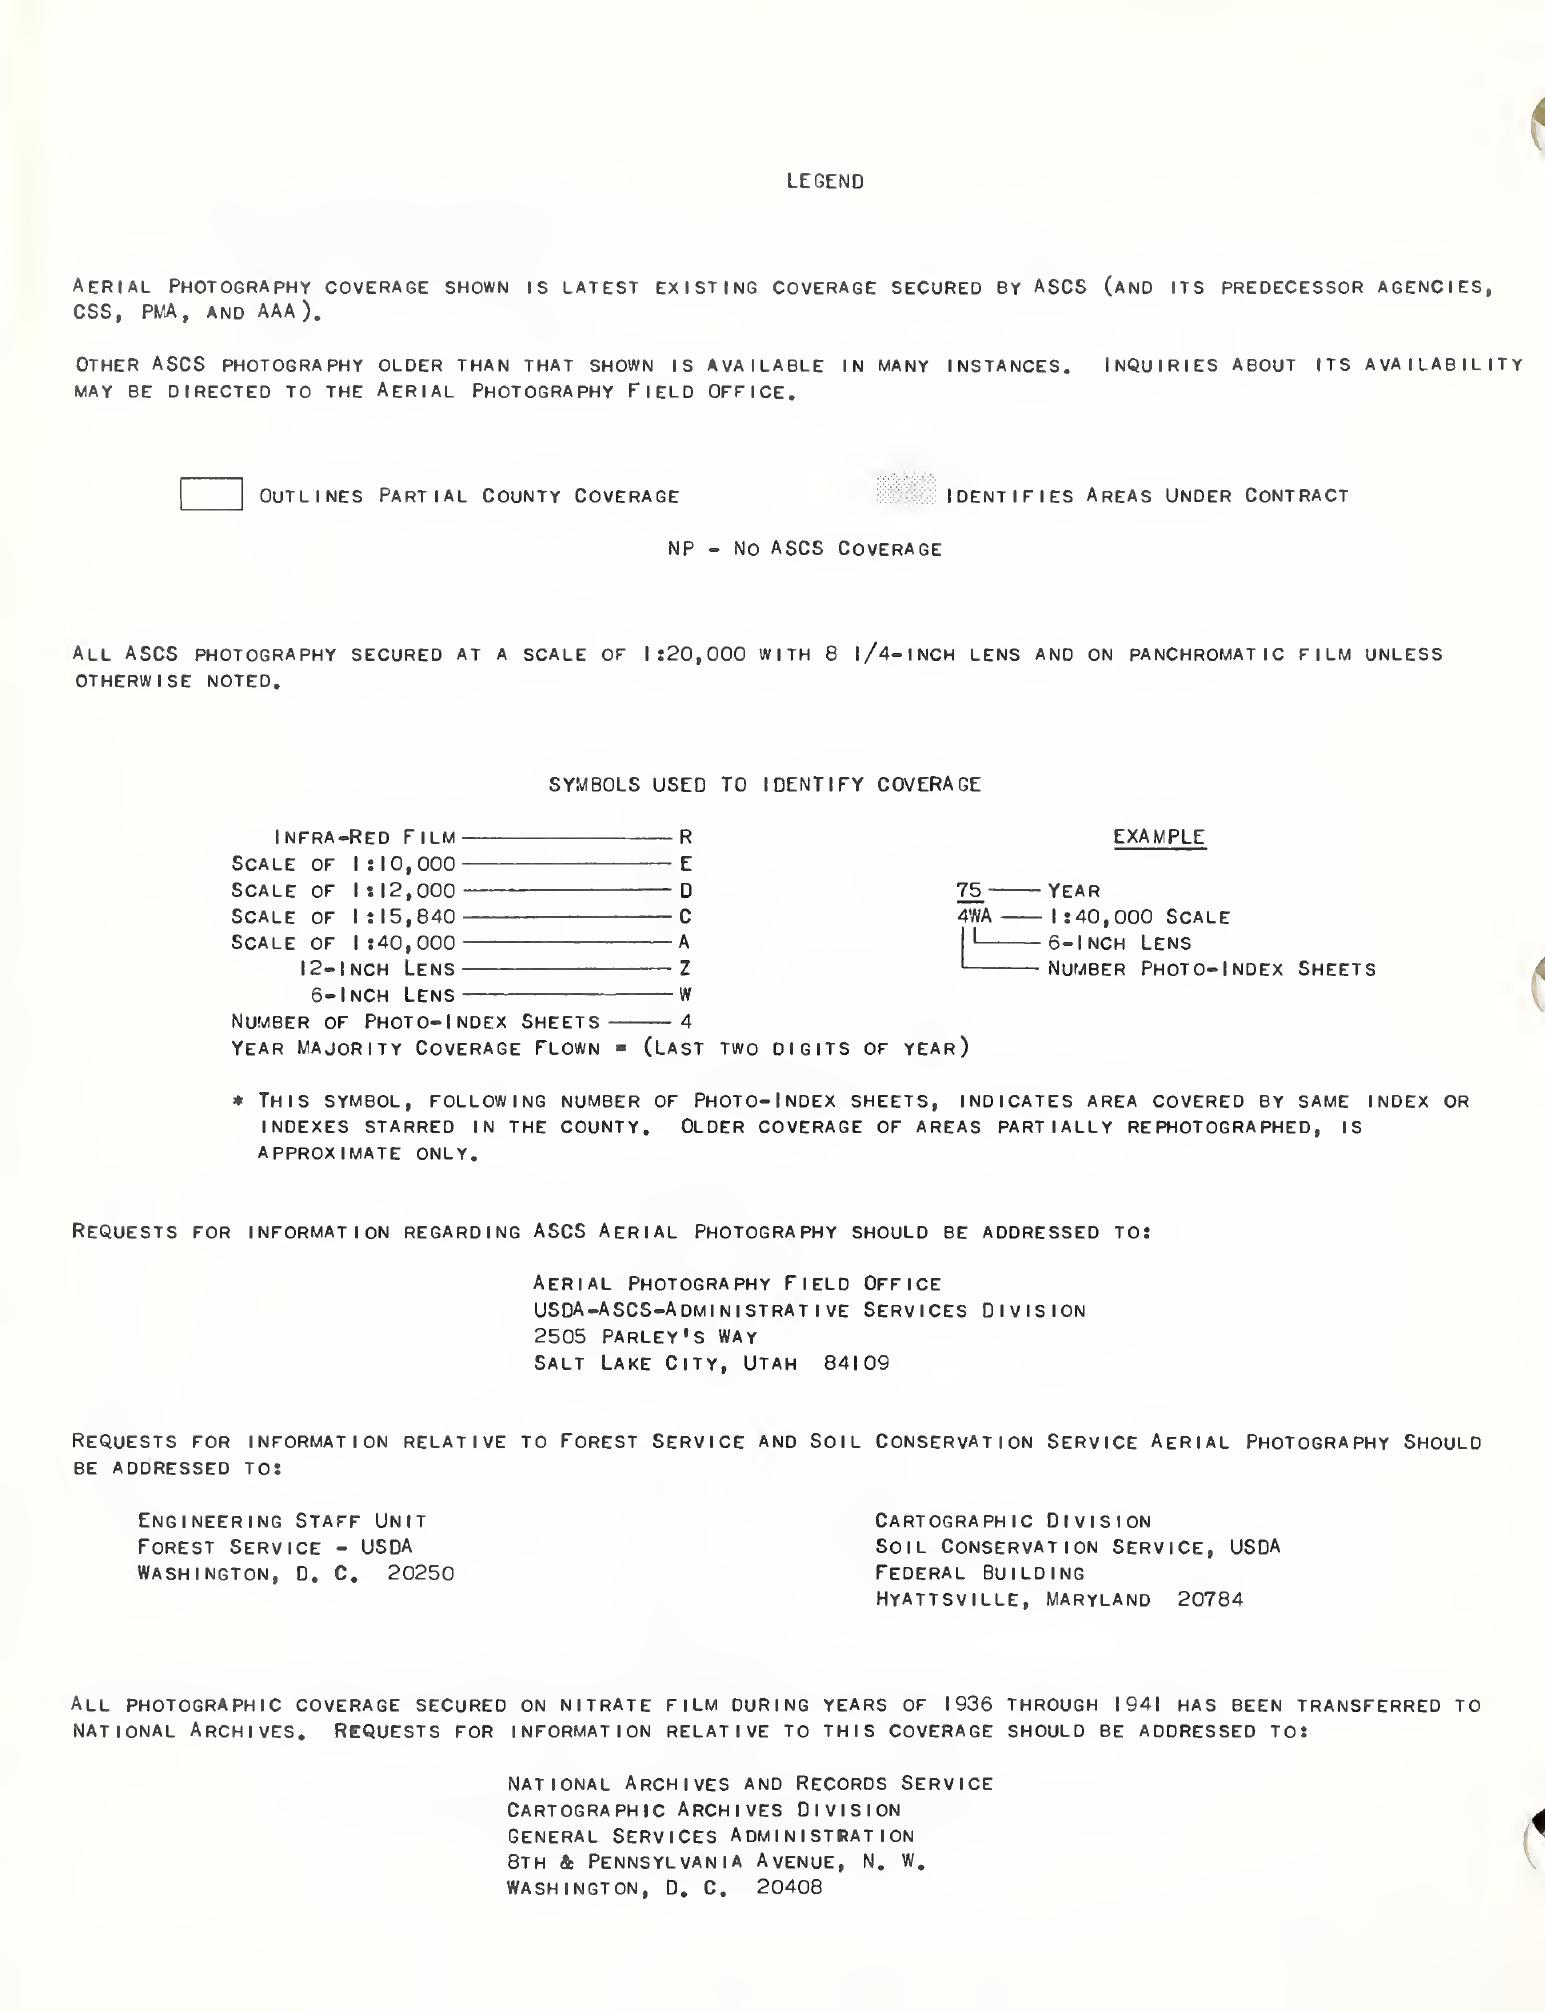 LEGEND
AERIAL PHOTOGRAPHY COVERAGE SHOWN IS LATEST EXISTING COVERAGE SECURED BY ASCS (AND ITS PREDECESSOR AGENCIES,
CSS, PMA, AND AAA).
OTHER ASCS PHOTOGRAPHY OLDER THAN THAT SHOWN IS AVAILABLE IN MANY INSTANCES. INQUIRIES ABOUT ITS AVAILABILITY
MAY BE DIRECTED TO THE AERIAL PHOTOGRAPHY FIELD OFFICE.
OUTLINES PARTIAL COUNTY COVERAGE
IDENTIFIES AREAS UNDER CONTRACT
NP - NO ASCS COVERAGE
ALL ASCS PHOTOGRAPHY SECURED AT A SCALE OF 1:20,000 WITH 8 1/4-INCH LENS AND ON PANCHROMATIC FILM UNLESS
OTHERWISE NOTED.
SYMBOLS USED TO IDENTIFY COVERAGE
INFRA-RED FILM R
SCALE OF 1:10,000 E
SCALE OF 1:12,000 D
SCALE OF 1:15,840 C
SCALE OF 1:40,000 A
12-INCH LENS Z
6-INCH LENS W
NUMBER OF PHOTO-INDEX SHEETS 4
YEAR MAJORITY COVERAGE FLOWN = (LAST TWO DIGITS OF YEAR)
EXAMPLE
75 YEAR
4WA 1:40,000 SCALE
6-INCH LENS
NUMBER PHOTO-INDEX SHEETS
* THIS SYMBOL, FOLLOWING NUMBER OF PHOTO-INDEX SHEETS, INDICATES AREA COVERED BY SAME INDEX OR
INDEXES STARRED IN THE COUNTY. OLDER COVERAGE OF AREAS PARTIALLY REPHOTOGRAPHED, IS
APPROXIMATE ONLY.
REQUESTS FOR INFORMATION REGARDING ASCS AERIAL PHOTOGRAPHY SHOULD BE ADDRESSED TO:
AERIAL PHOTOGRAPHY FIELD OFFICE
USDA-ASCS-ADMINISTRATIVE SERVICES DIVISION
2505 PARLEY'S WAY
SALT LAKE CITY, UTAH 84109
REQUESTS FOR INFORMATION RELATIVE TO FOREST SERVICE AND SOIL CONSERVATION SERVICE AERIAL PHOTOGRAPHY SHOULD
BE ADDRESSED TO:
ENGINEERING STAFF UNIT
FOREST SERVICE - USDA
WASHINGTON, D. C. 20250
CARTOGRAPHIC DIVISION
SOIL CONSERVATION SERVICE, USDA
FEDERAL BUILDING
HYATTSVILLE, MARYLAND 20784
ALL PHOTOGRAPHIC COVERAGE SECURED ON NITRATE FILM DURING YEARS OF 1936 THROUGH 1941 HAS BEEN TRANSFERRED TO
NATIONAL ARCHIVES. REQUESTS FOR INFORMATION RELATIVE TO THIS COVERAGE SHOULD BE ADDRESSED TO:
NATIONAL ARCHIVES AND RECORDS SERVICE
CARTOGRAPHIC ARCHIVES DIVISION
GENERAL SERVICES ADMINISTRATION
8TH & PENNSYLVANIA AVENUE, N. W.
WASHINGTON, D. C. 20408